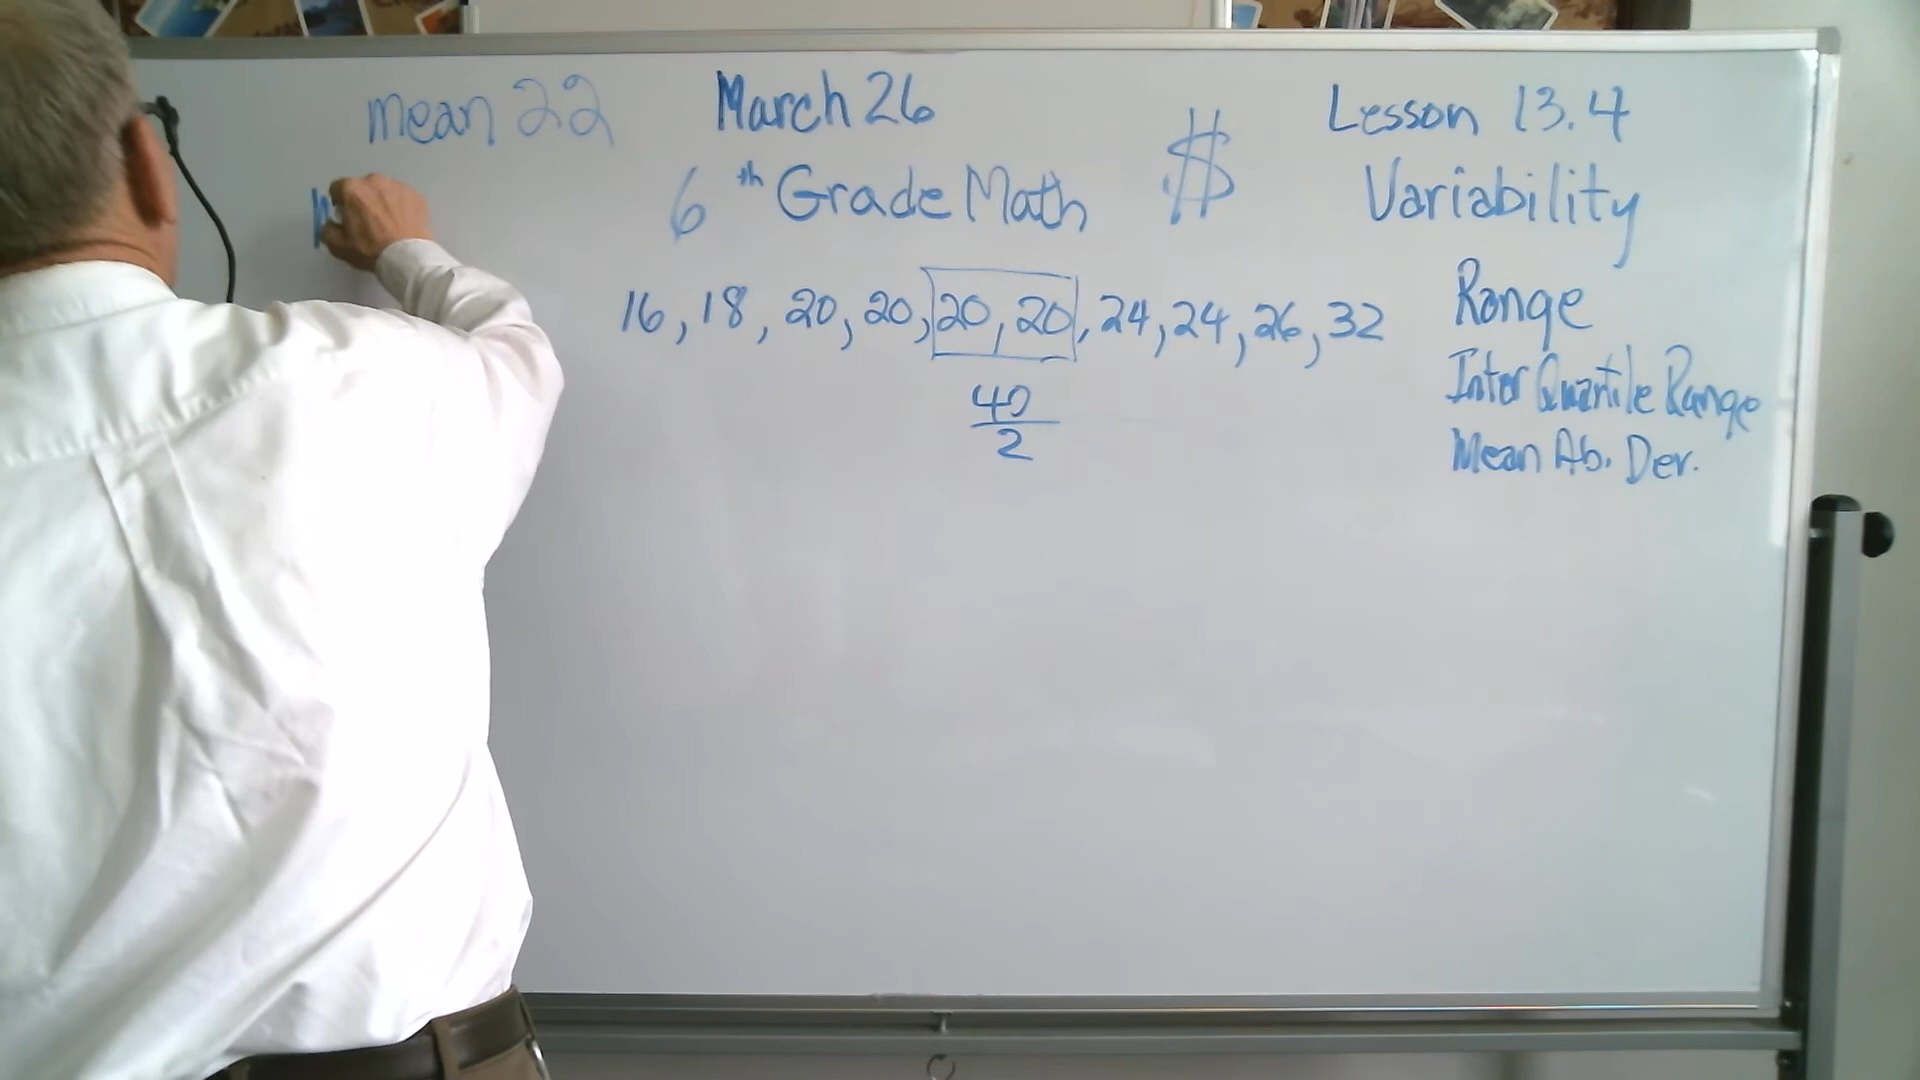 mean 22
March 26
Lesson 13.4
6th Grade Math $
Variability
16, 18, 20, 20, 20, 20, 24, 24, 26, 32
40
2
Range
Inter Quartile Range
Mean Ab. Dev.